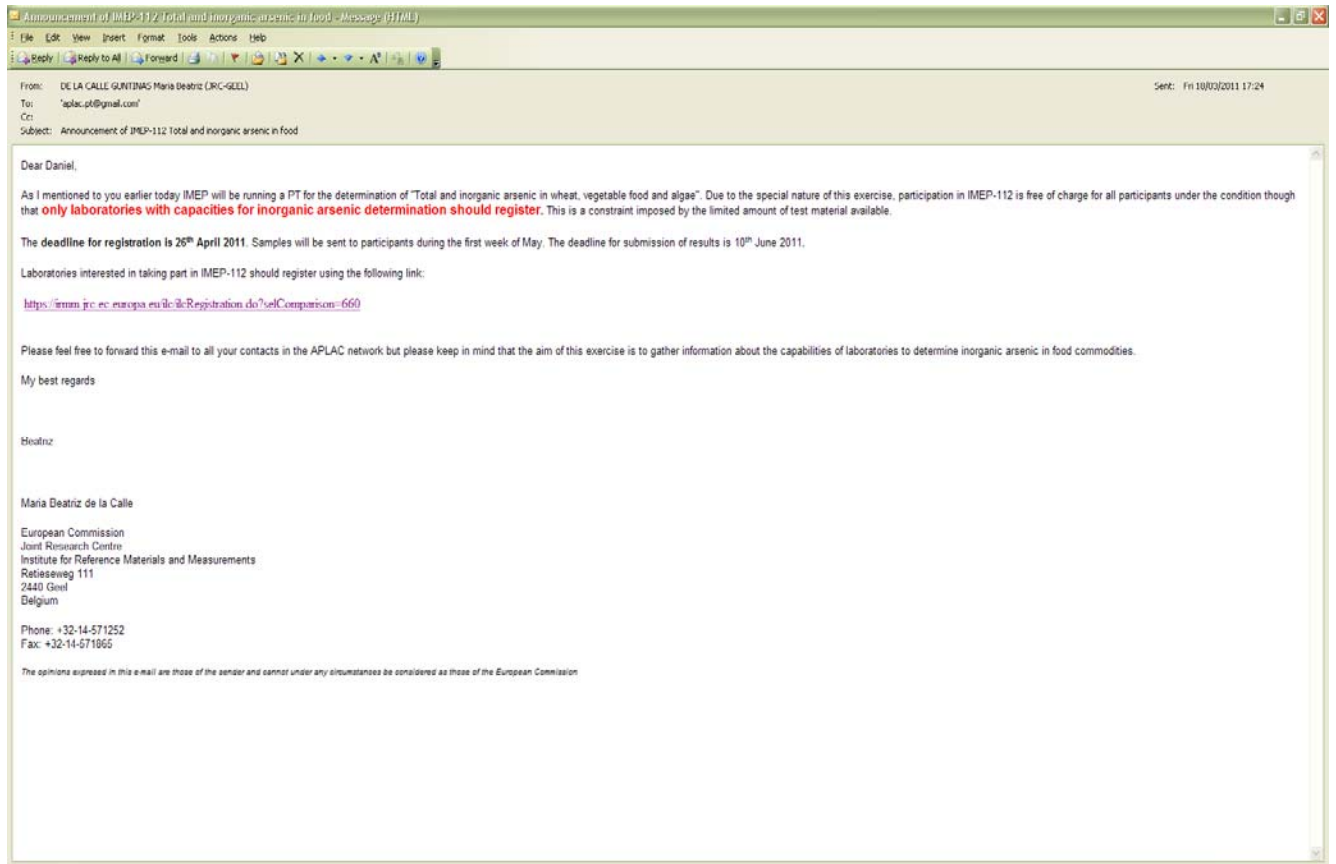 Announcement of IMEP-112 Total and inorganic arsenic in food - Message (HTML)
File Edit View Insert Format Tools Actions Help
Reply Reply to All Forward
From: DE LA CALLE GUNTINAS Maria Beatriz (JRC-GEEL) Sent: Fri 18/03/2011 17:24
To: 'aplac.pt@gmail.com'
Cc:
Subject: Announcement of IMEP-112 Total and inorganic arsenic in food
Dear Daniel,
As I mentioned to you earlier today IMEP will be running a PT for the determination of "Total and inorganic arsenic in wheat, vegetable food and algae". Due to the special nature of this exercise, participation in IMEP-112 is free of charge for all participants under the condition though
that only laboratories with capacities for inorganic arsenic determination should register. This is a constraint imposed by the limited amount of test material available.
The deadline for registration is 26th April 2011. Samples will be sent to participants during the first week of May. The deadline for submission of results is 10th June 2011.
Laboratories interested in taking part in IMEP-112 should register using the following link:
https://irmm.jrc.ec.europa.eu/ilc/ilcRegistration.do?selComparison=660
Please feel free to forward this e-mail to all your contacts in the APLAC network but please keep in mind that the aim of this exercise is to gather information about the capabilities of laboratories to determine inorganic arsenic in food commodities.
My best regards
Beatriz
Maria Beatriz de la Calle
European Commission
Joint Research Centre
Institute for Reference Materials and Measurements
Retieseweg 111
2440 Geel
Belgium
Phone: +32-14-571252
Fax: +32-14-571865
The opinions expressed in this e-mail are those of the sender and cannot under any circumstances be considered as those of the European Commission